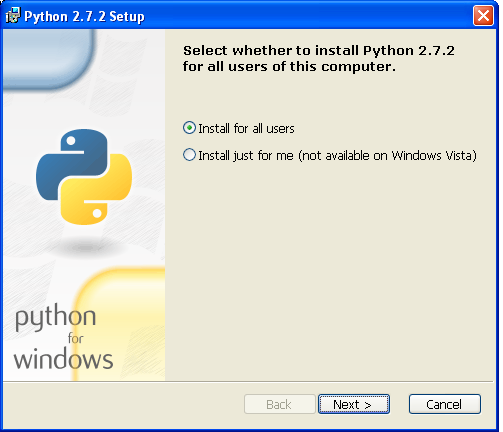 Python 2.7.2 Setup
Select whether to install Python 2.7.2
for all users of this computer.
Install for all users
Install just for me (not available on Windows Vista)
python
for
windows
Back
Next >
Cancel